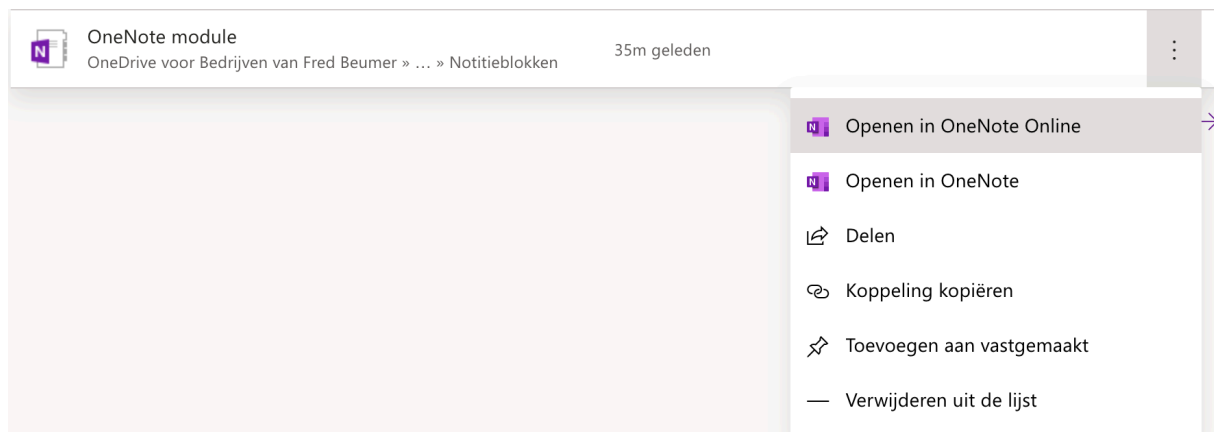 OneNote module
OneDrive voor Bedrijven van Fred Beumer » ... » Notitieblokken
35m geleden
Openen in OneNote Online
Openen in OneNote
Delen
Koppeling kopiëren
Toevoegen aan vastgemaakt
Verwijderen uit de lijst